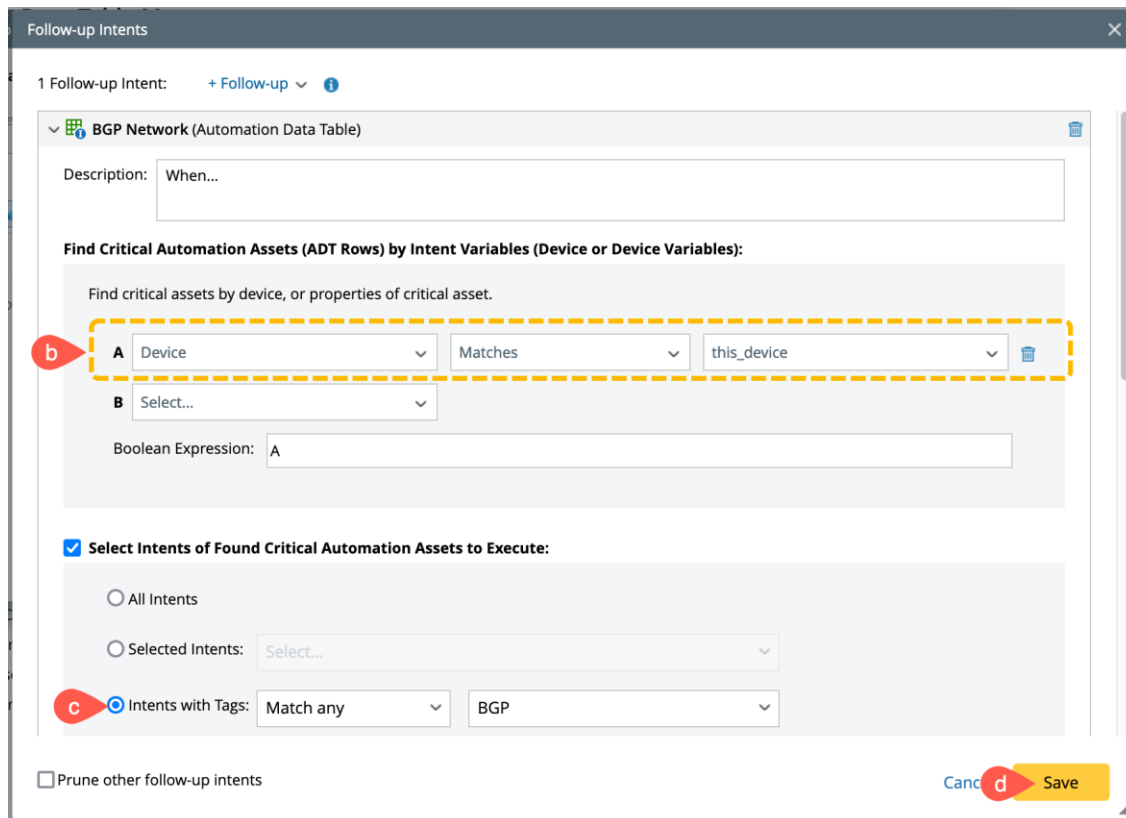 Follow-up Intents
1 Follow-up Intent: + Follow-up
BGP Network (Automation Data Table)
Description: When...
Find Critical Automation Assets (ADT Rows) by Intent Variables (Device or Device Variables):
Find critical assets by device, or properties of critical asset.
b A Device Matches this_device
B Select...
Boolean Expression: A
Select Intents of Found Critical Automation Assets to Execute:
All Intents
Selected Intents: Select...
c Intents with Tags: Match any BGP
Prune other follow-up intents Canc d Save